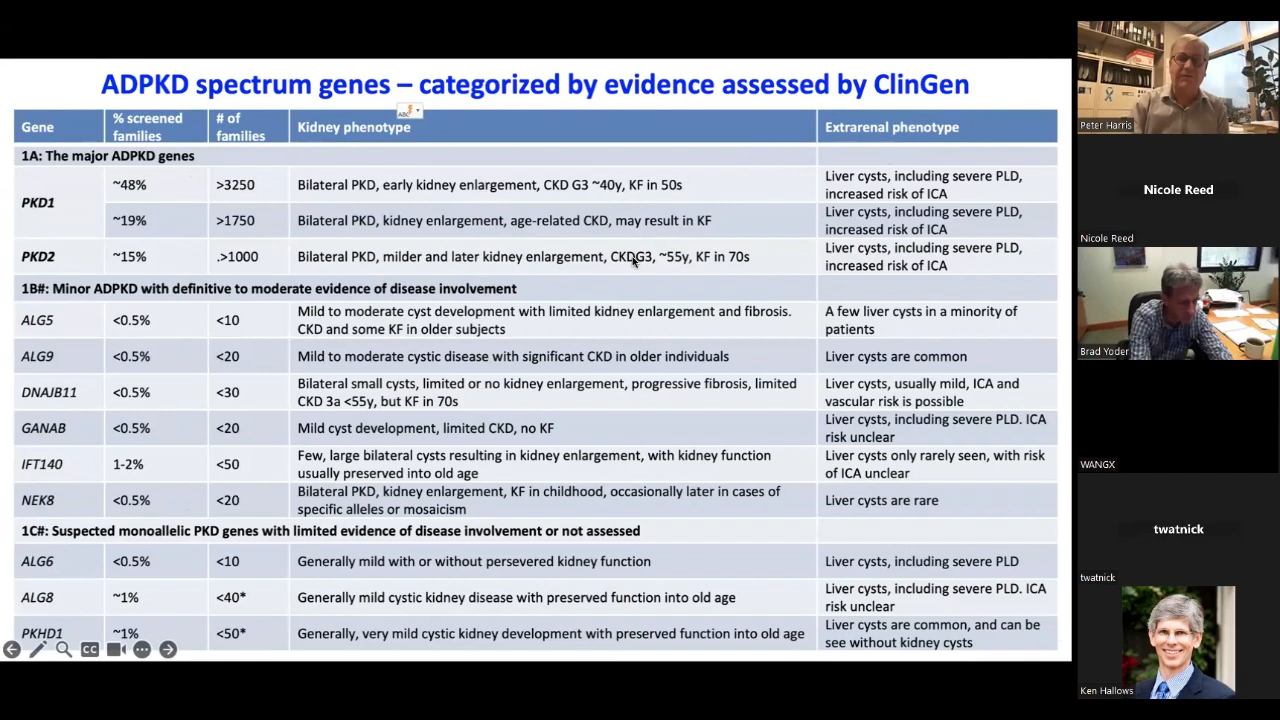 ADPKD spectrum genes – categorized by evidence assessed by ClinGen
Gene
% screened
families
# of
families
Kidney phenotype
Extrarenal phenotype
1A: The major ADPKD genes
PKD1
~48%
>3250
Bilateral PKD, early kidney enlargement, CKD G3 ~40y, KF in 50s
Liver cysts, including severe PLD,
increased risk of ICA
~19%
>1750
Bilateral PKD, kidney enlargement, age-related CKD, may result in KF
Liver cysts, including severe PLD,
increased risk of ICA
PKD2
~15%
.>1000
Bilateral PKD, milder and later kidney enlargement, CKD G3, ~55y, KF in 70s
Liver cysts, including severe PLD,
increased risk of ICA
1B#: Minor ADPKD with definitive to moderate evidence of disease involvement
ALG5
<0.5%
<10
Mild to moderate cyst development with limited kidney enlargement and fibrosis.
CKD and some KF in older subjects
A few liver cysts in a minority of
patients
ALG9
<0.5%
<20
Mild to moderate cystic disease with significant CKD in older individuals
Liver cysts are common
DNAJB11
<0.5%
<30
Bilateral small cysts, limited or no kidney enlargement, progressive fibrosis, limited
CKD 3a <55y, but KF in 70s
Liver cysts, usually mild, ICA and
vascular risk is possible
GANAB
<0.5%
<20
Mild cyst development, limited CKD, no KF
Liver cysts, including severe PLD. ICA
risk unclear
IFT140
1-2%
<50
Few, large bilateral cysts resulting in kidney enlargement, with kidney function
usually preserved into old age
Liver cysts only rarely seen, with risk
of ICA unclear
NEK8
<0.5%
<20
Bilateral PKD, kidney enlargement, KF in childhood, occasionally later in cases of
specific alleles or mosaicism
Liver cysts are rare
1C#: Suspected monoallelic PKD genes with limited evidence of disease involvement or not assessed
ALG6
<0.5%
<10
Generally mild with or without persevered kidney function
Liver cysts, including severe PLD
ALG8
~1%
<40*
Generally mild cystic kidney disease with preserved function into old age
Liver cysts, including severe PLD. ICA
risk unclear
PKHD1
~1%
<50*
Generally, very mild cystic kidney development with preserved function into old age
Liver cysts are common, and can be
see without kidney cysts
CC
Peter Harris
Nicole Reed
Nicole Reed
Brad Yoder
WANGX
twatnick
twatnick
Ken Hallows